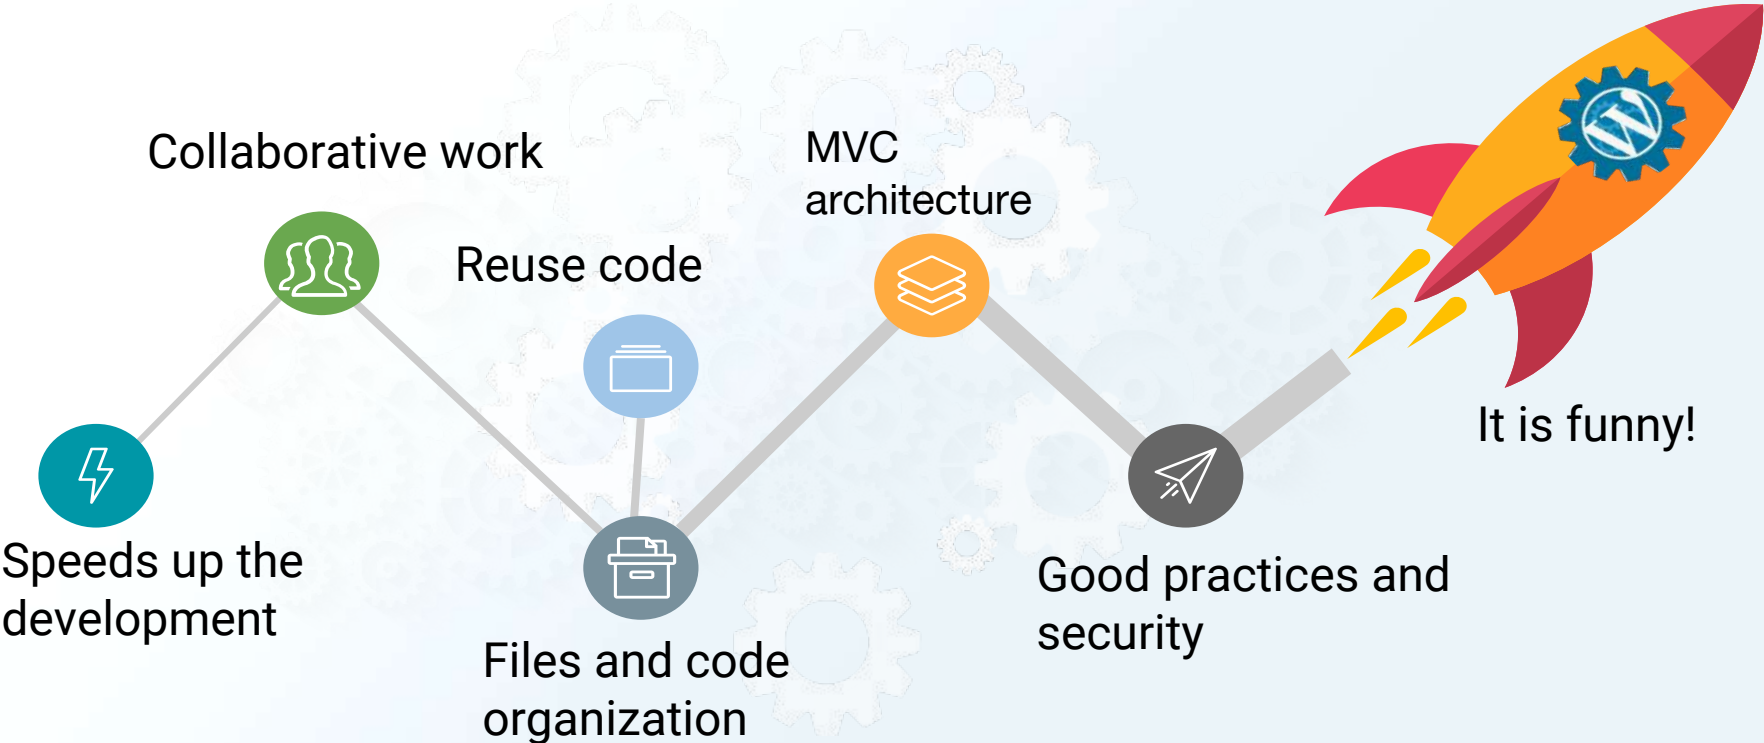 Collaborative work
MVC
architecture
Reuse code
It is funny!
Speeds up the
development
Good practices and
security
Files and code
organization